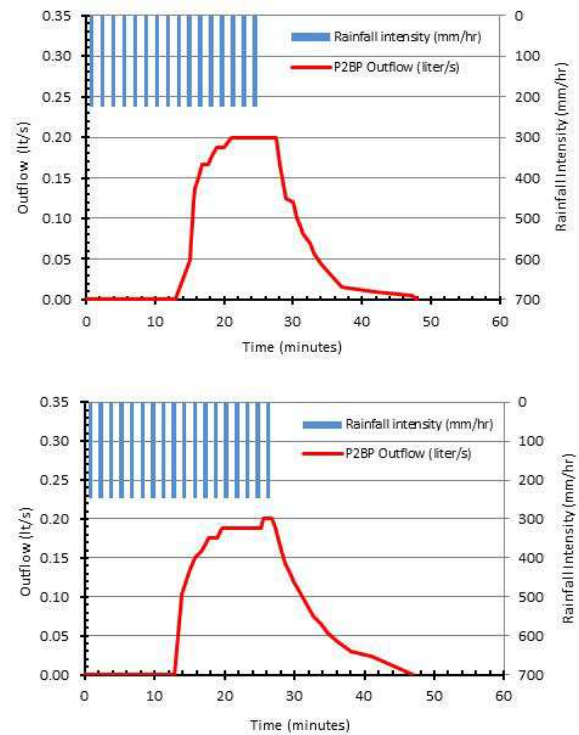 0.35
0.30
0.25
0.20
0.15
0.10
0.05
0.00
Outflow (lt/s)
Rainfall intensity (mm/hr)
P2BP Outflow (liter/s)
0
100
200
300
400
500
600
700
Rainfall Intensity (mm/hr)
0 10 20 30 40 50 60
Time (minutes)
0.35
0.30
0.25
0.20
0.15
0.10
0.05
0.00
Outflow (lt/s)
Rainfall intensity (mm/hr)
P2BP Outflow (liter/s)
0
100
200
300
400
500
600
700
Rainfall Intensity (mm/hr)
0 10 20 30 40 50 60
Time (minutes)